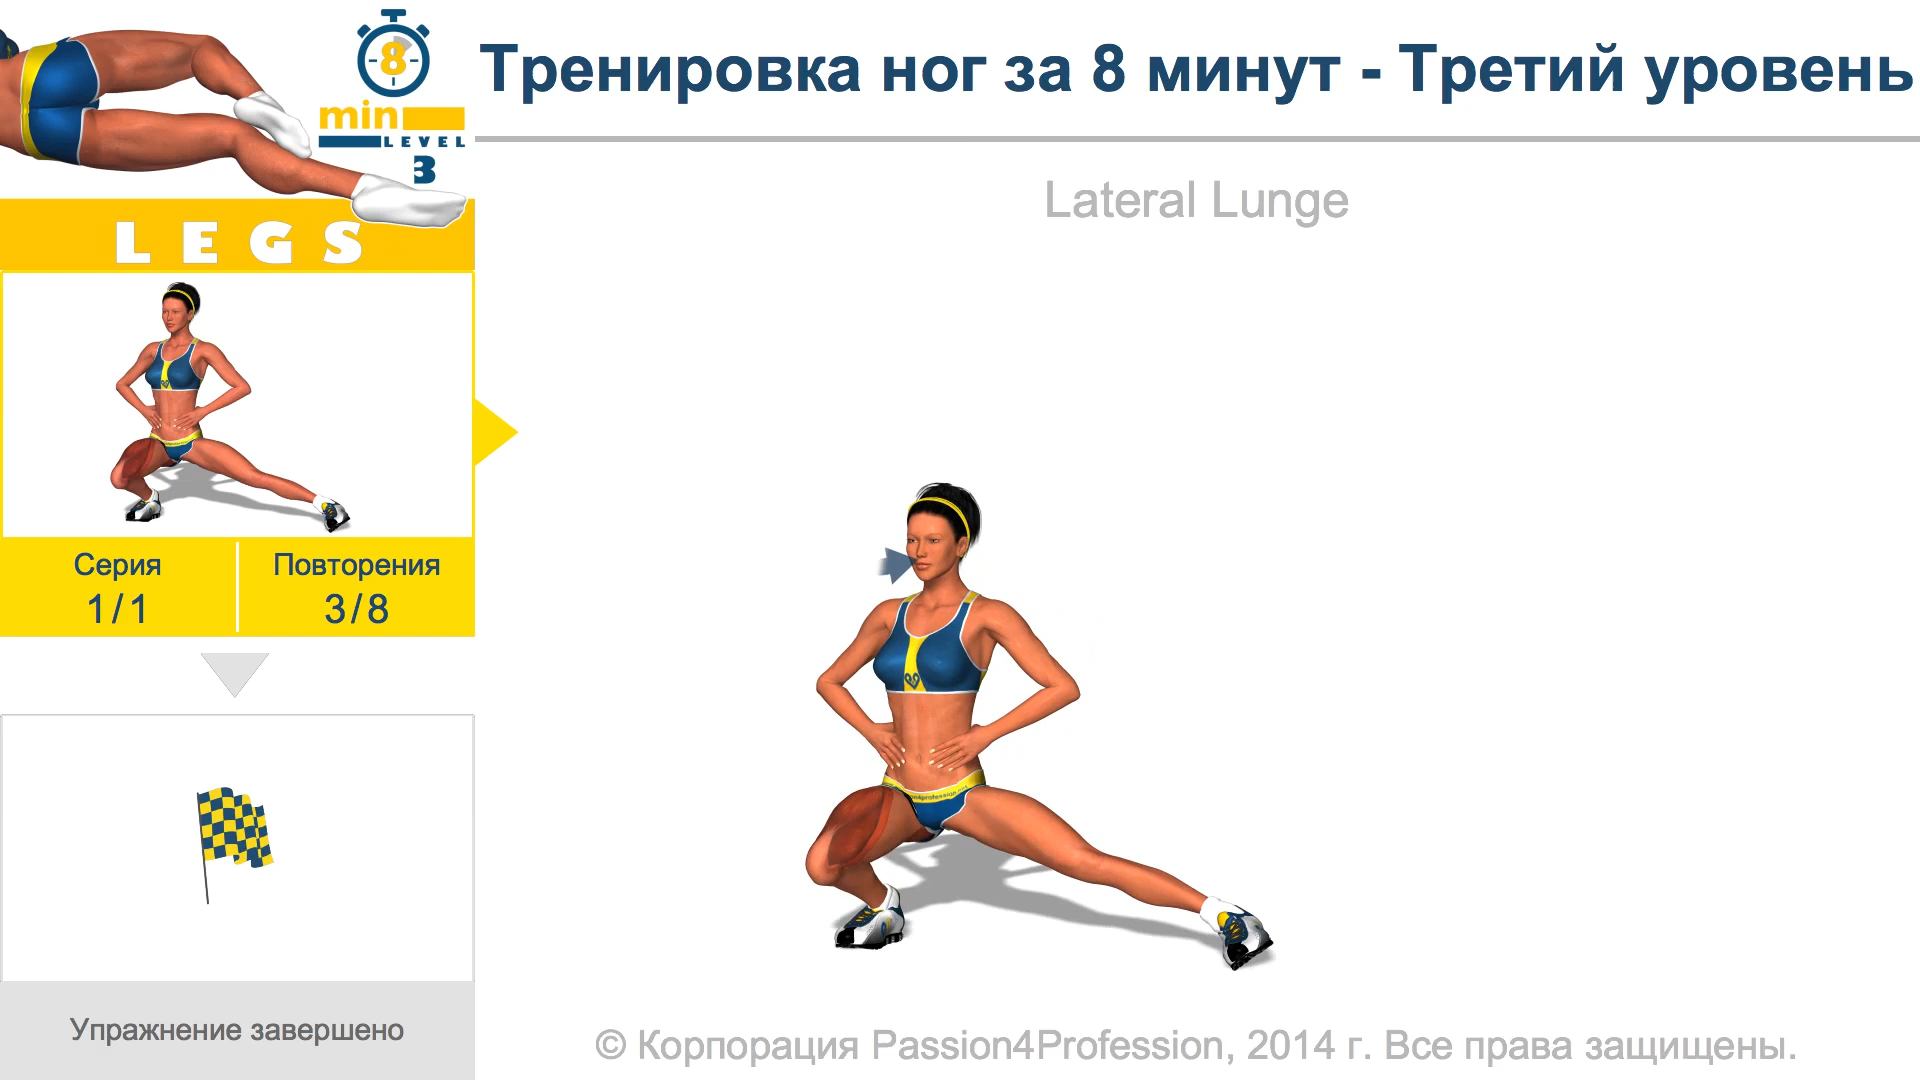 8
min
LEVEL
3
Тренировка ног за 8 минут - Третий уровень
LEGS
Lateral Lunge
Серия
1/1
Повторения
3/8
Упражнение завершено
© Корпорация Passion4Profession, 2014 г. Все права защищены.